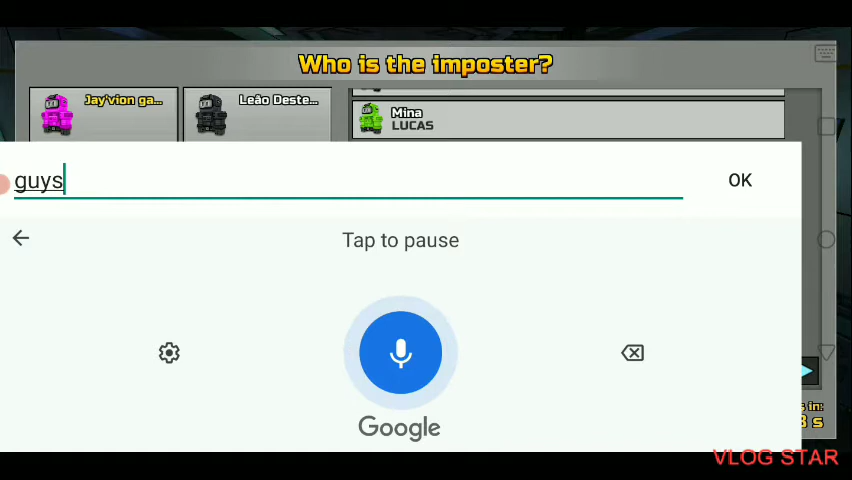 Who is the imposter?
Jay'vion ga...
Leão Deste...
Mina
LUCAS
guys
OK
Tap to pause
Google
s in:
s
VLOG STAR